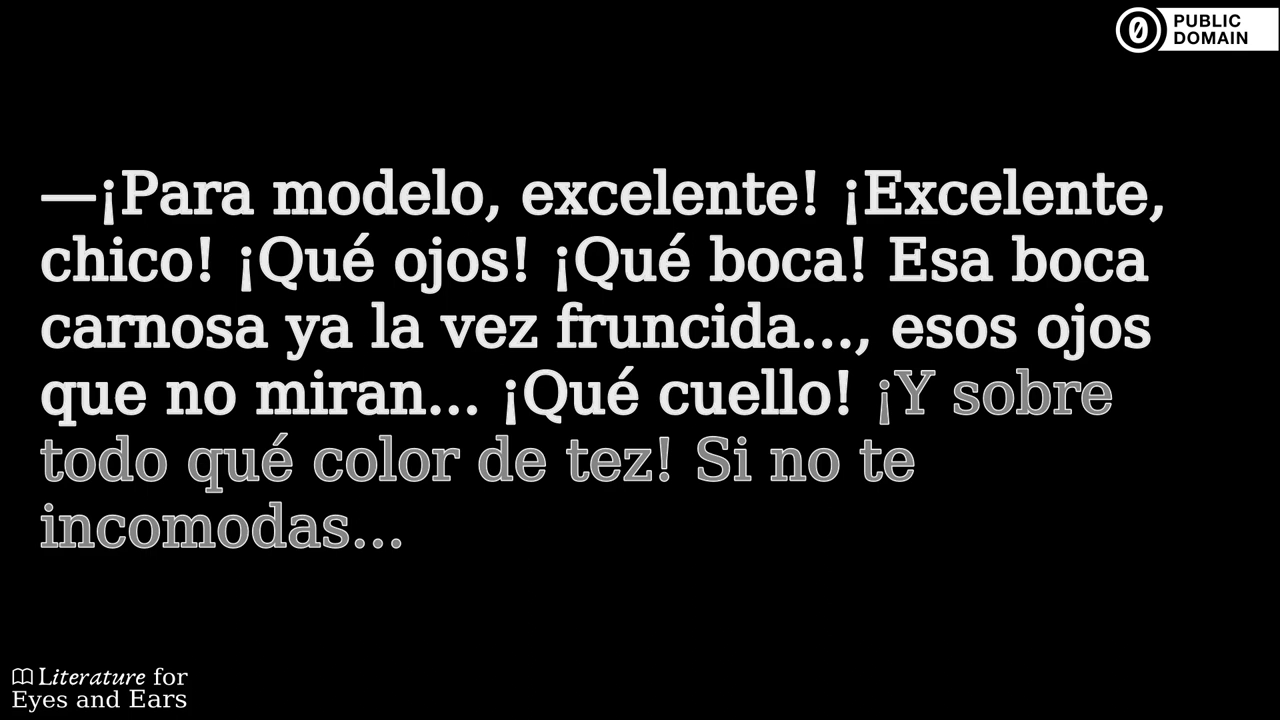 PUBLIC
DOMAIN
—¡Para modelo, excelente! ¡Excelente,
chico! ¡Qué ojos! ¡Qué boca! Esa boca
carnosa ya la vez fruncida..., esos ojos
que no miran... ¡Qué cuello! ¡Y sobre
todo qué color de tez! Si no te
incomodas...
Literature for
Eyes and Ears